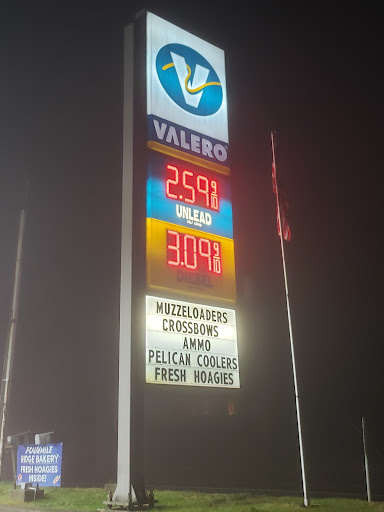 VALERO
2.59 9/10
UNLEAD
3.09 9/10
DIESEL
MUZZELOADERS
CROSSBOWS
AMMO
PELICAN COOLERS
FRESH HOAGIES
FOURMILE
RIDGE BAKERY
FRESH HOAGIES
INSIDE!